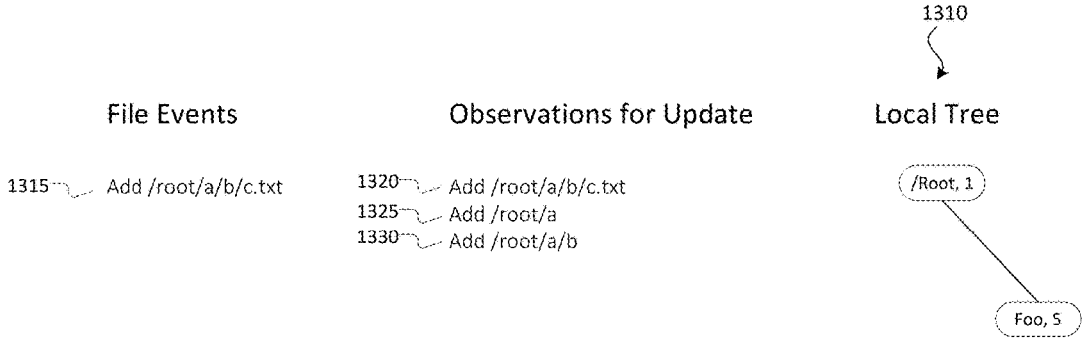 1310
File Events
Observations for Update
Local Tree
1315
Add /root/a/b/c.txt
1320
Add /root/a/b/c.txt
1325
Add /root/a
1330
Add /root/a/b
/Root, 1
Foo, 5